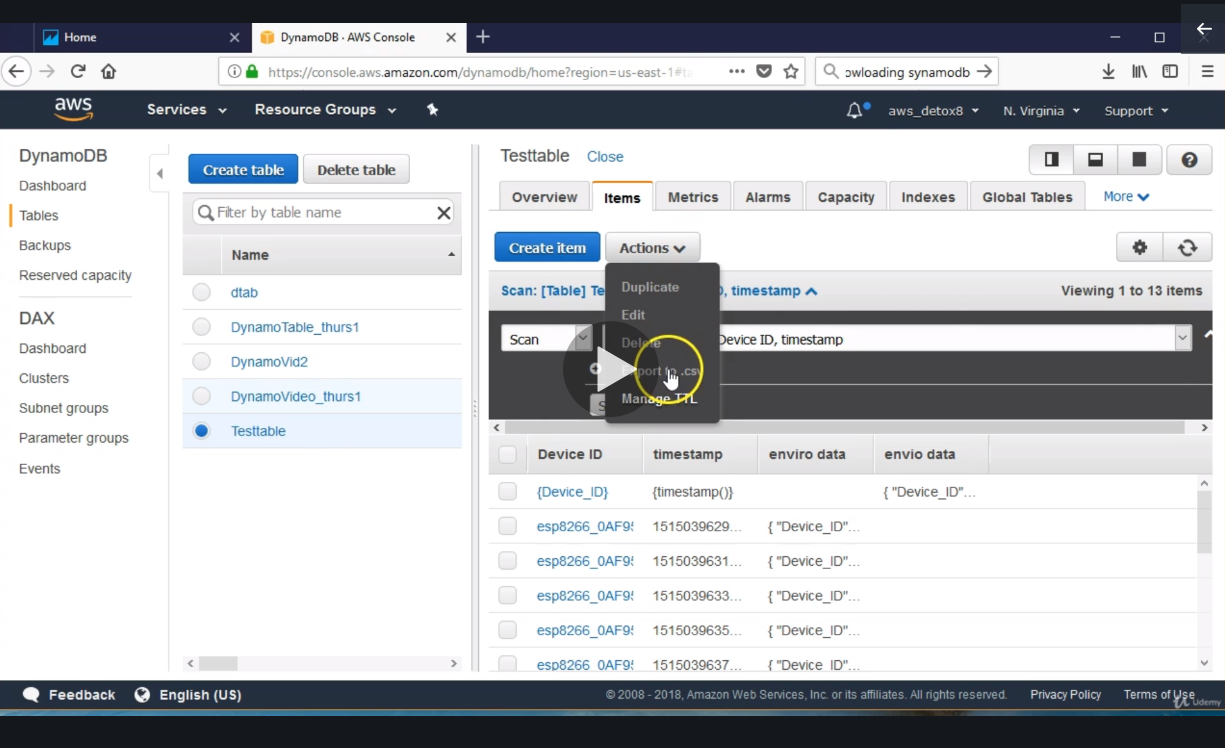 Home
DynamoDB · AWS Console
https://console.aws.amazon.com/dynamodb/home?region=us-east-1#ta
owloading synamodb
aws
Services
Resource Groups
aws_detox8
N. Virginia
Support
DynamoDB
Dashboard
Tables
Backups
Reserved capacity
DAX
Dashboard
Clusters
Subnet groups
Parameter groups
Events
Create table
Delete table
Filter by table name
Name
dtab
DynamoTable_thurs1
DynamoVid2
DynamoVideo_thurs1
Testtable
Testtable Close
Overview Items Metrics Alarms Capacity Indexes Global Tables More
Create item Actions
Duplicate
Edit
Delete
Export to .csv
Manage TTL
Scan: [Table] Te , timestamp
Viewing 1 to 13 items
Scan
Device ID, timestamp
Device ID timestamp enviro data envio data
{Device_ID} {timestamp()} { "Device_ID"...
esp8266_0AF95 1515039629... { "Device_ID"...
esp8266_0AF95 1515039631... { "Device_ID"...
esp8266_0AF95 1515039633... { "Device_ID"...
esp8266_0AF95 1515039635... { "Device_ID"...
esp8266_0AF95 1515039637... { "Device_ID"...
Feedback
English (US)
© 2008 - 2018, Amazon Web Services, Inc. or its affiliates. All rights reserved.
Privacy Policy
Terms of Use
Udemy